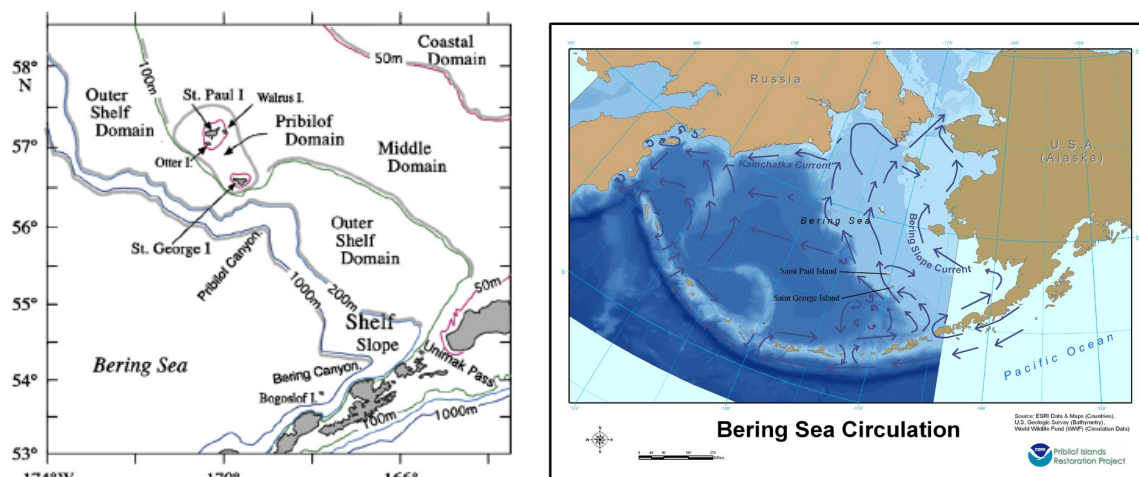 58°
N
57°
56°
55°
54°
53°
174°W
170°
166°
Coastal
Domain
50m
100m
Outer
Shelf
Domain
St. Paul I
Walrus I.
Pribilof
Domain
Otter I.
Middle
Domain
St. George I
Outer
Shelf
Domain
Pribilof Canyon.
1000m
200m
50m
Shelf
Slope
Unimak Pass
Bering Sea
Bering Canyon.
Bogoslof I.
100m
1000m
Russia
U S A
(Alaska)
Kamchatka Current
Bering Sea
Bering Slope Current
Saint Paul Island
Saint George Island
Pacific Ocean
Bering Sea Circulation
Source: ESRI Data & Maps (Countries),
U.S. Geologic Survey (Bathymetry),
World Wildlife Fund (WWF) (Circulation Data)
Pribilof Islands
Restoration Project